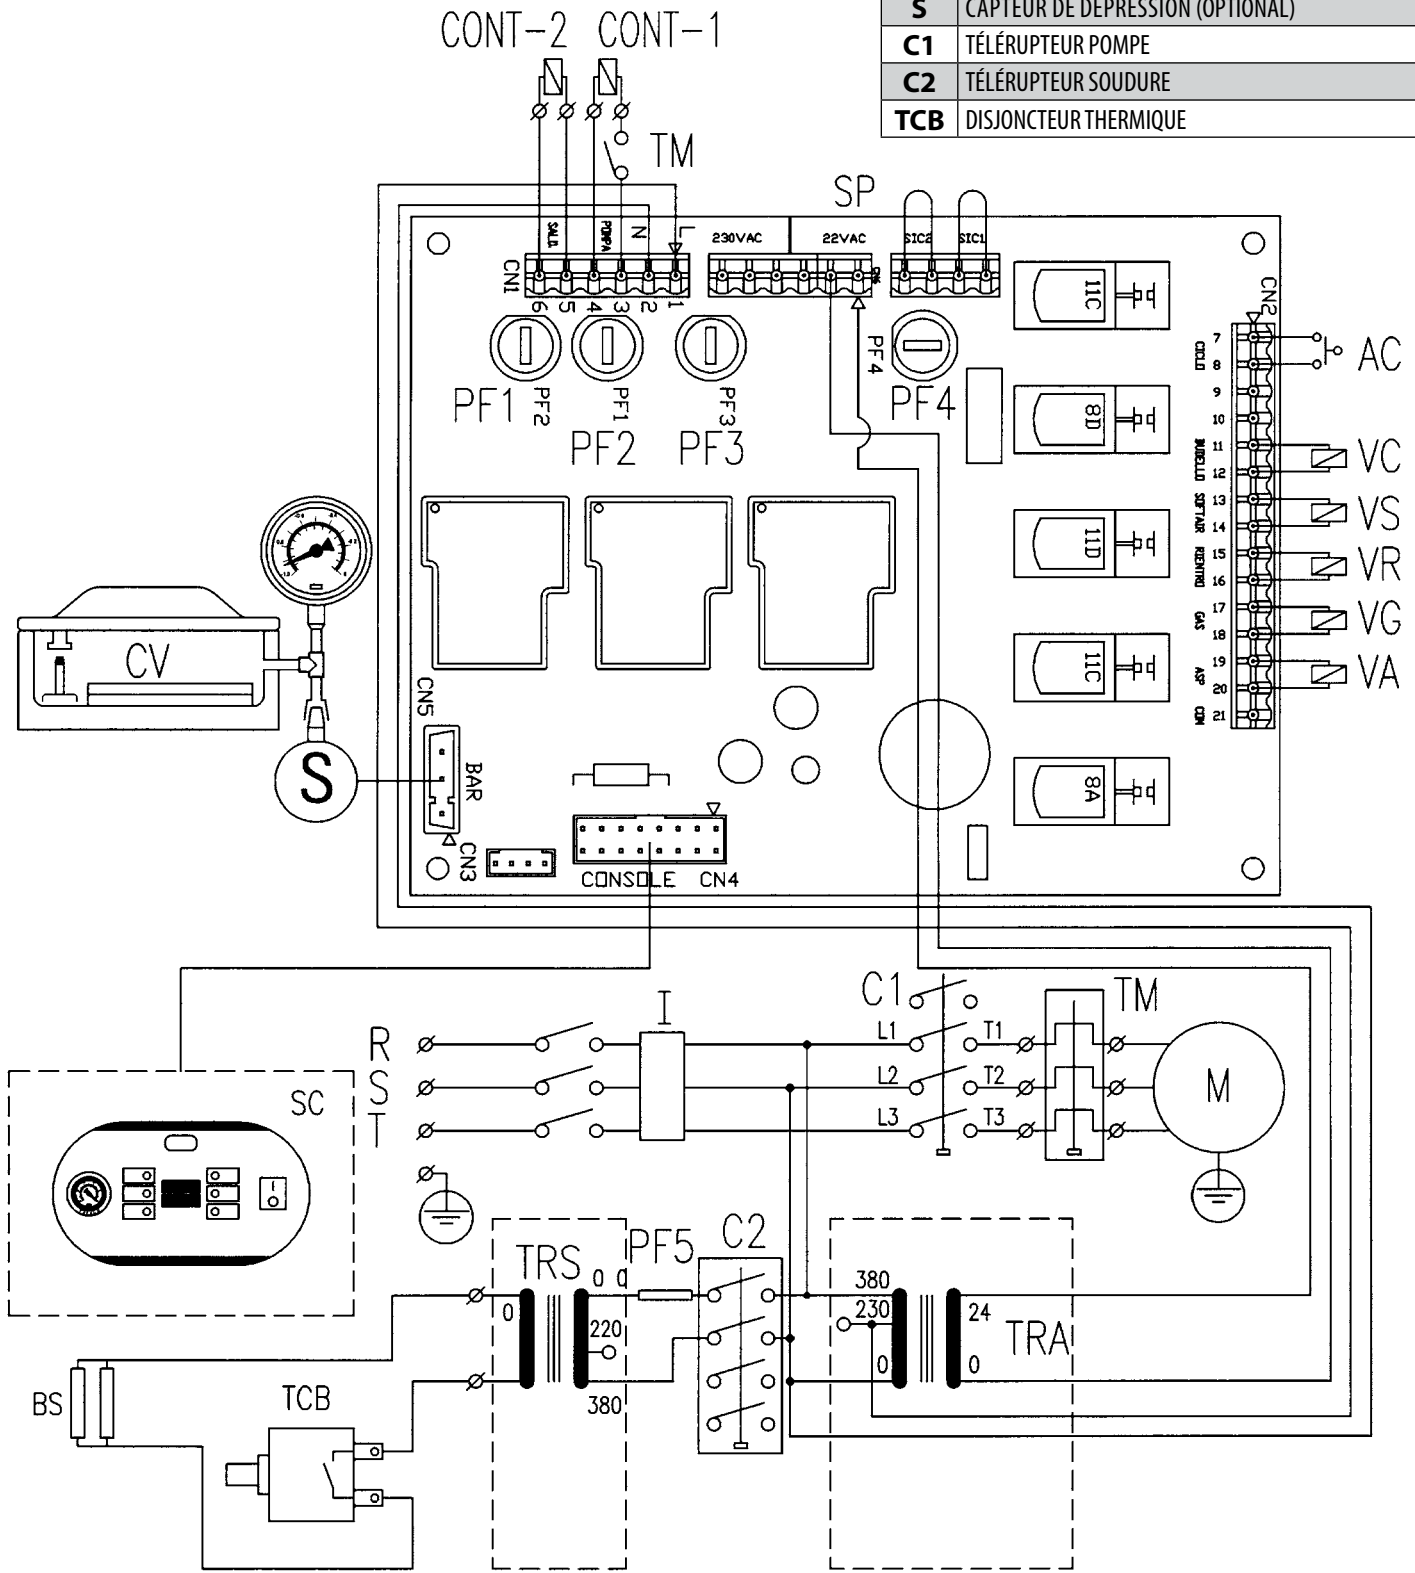 S CAPTEUR DE DEPRESSION (OPTIONAL)
C1 TÉLÉRUPTEUR POMPE
C2 TÉLÉRUPTEUR SOUDURE
TCB DISJONCTEUR THERMIQUE
CONT-2 CONT-1
TM
SP
SALD. POMPA N L
230VAC 22VAC SIC2 SIC1
CN1
6 5 4 3 2 1
PF2 PF1 PF3 PF4
PF1 PF2 PF3 PF4
11C
8D
11D
11C
8A
CN2
7
CICLO 8
9
10
11
BUDELLO 12
13
SOFTAIR 14
15
RIENTRO 16
17
GAS 18
19
ASP 20
COM 21
AC
VC
VS
VR
VG
VA
CV
S
CN5
BAR
CN3
CONSOLE CN4
R
S
T
I
C1
L1 T1
L2 T2
L3 T3
TM
M
SC
TRS
PF5
C2
0 0 0
220
380
380
230
0
24
0
TRA
BS
TCB